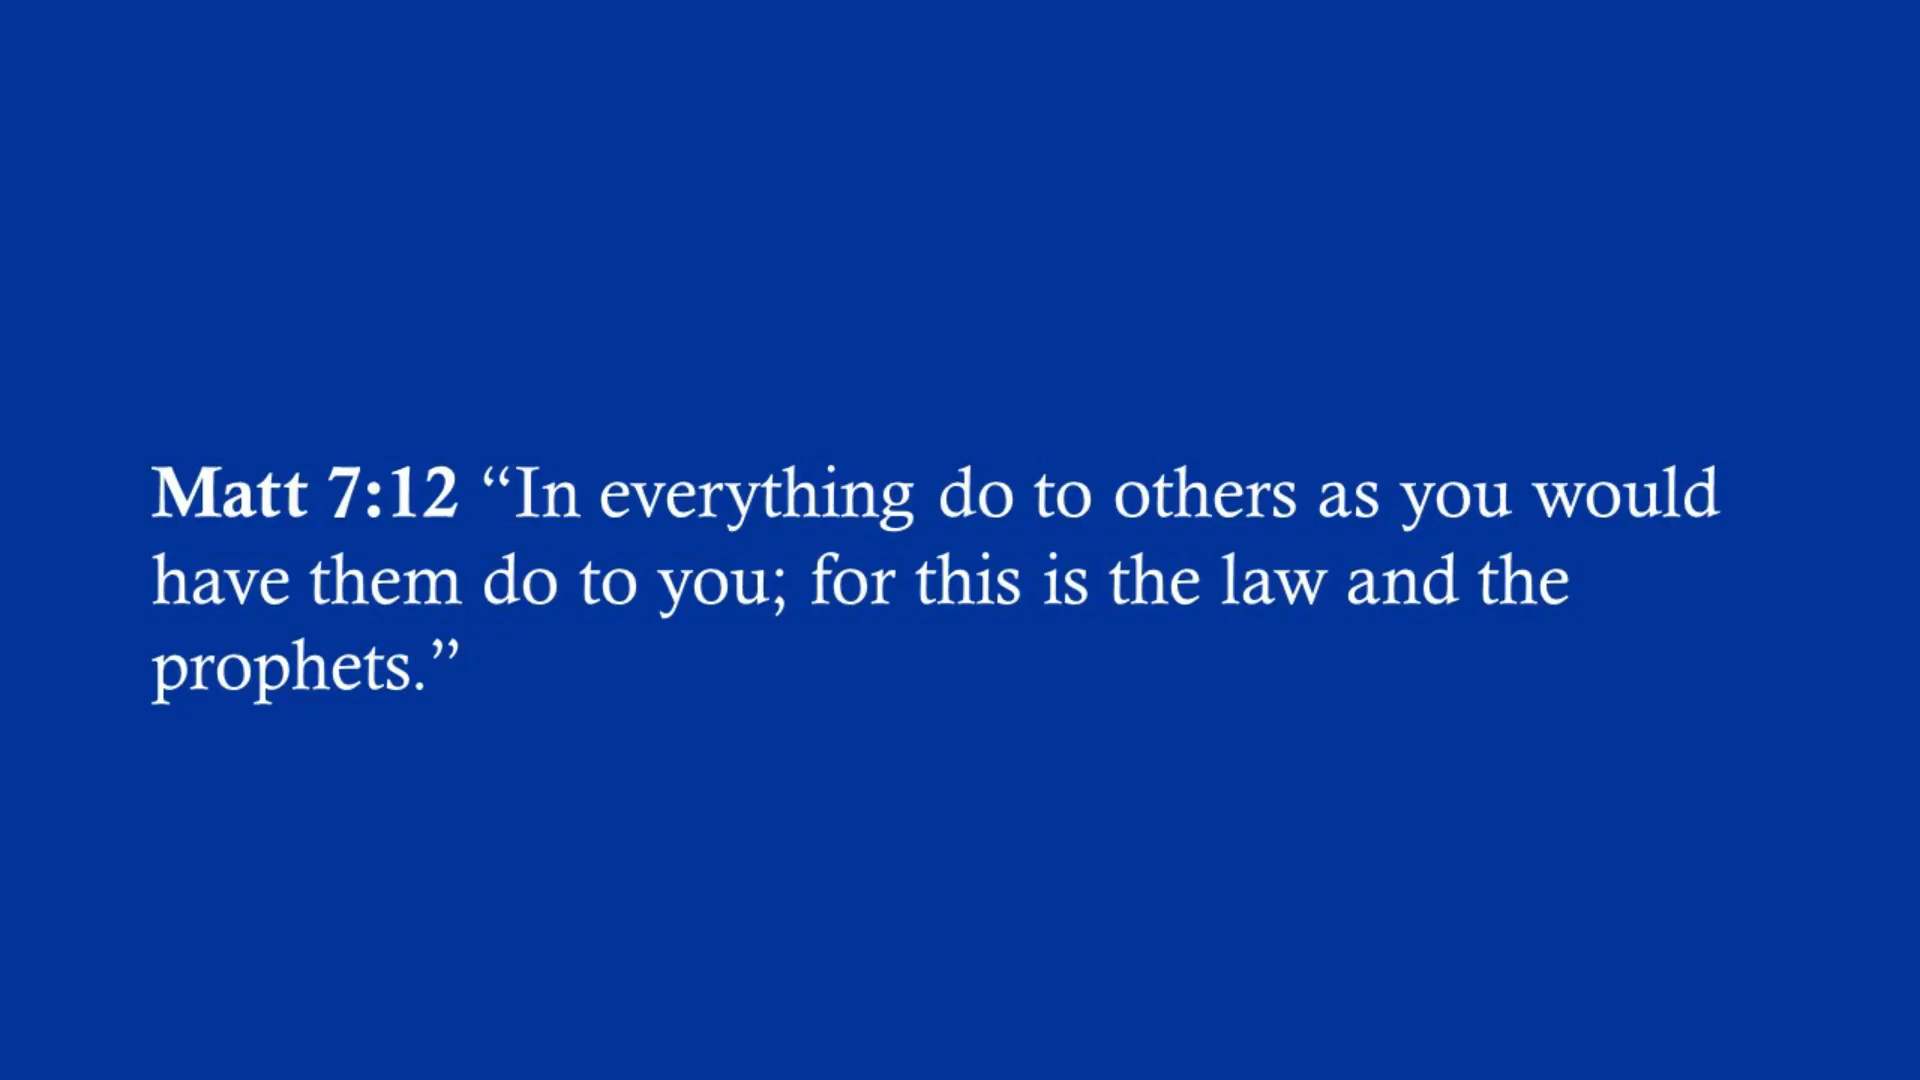 Matt 7:12 “In everything do to others as you would
have them do to you; for this is the law and the
prophets.”